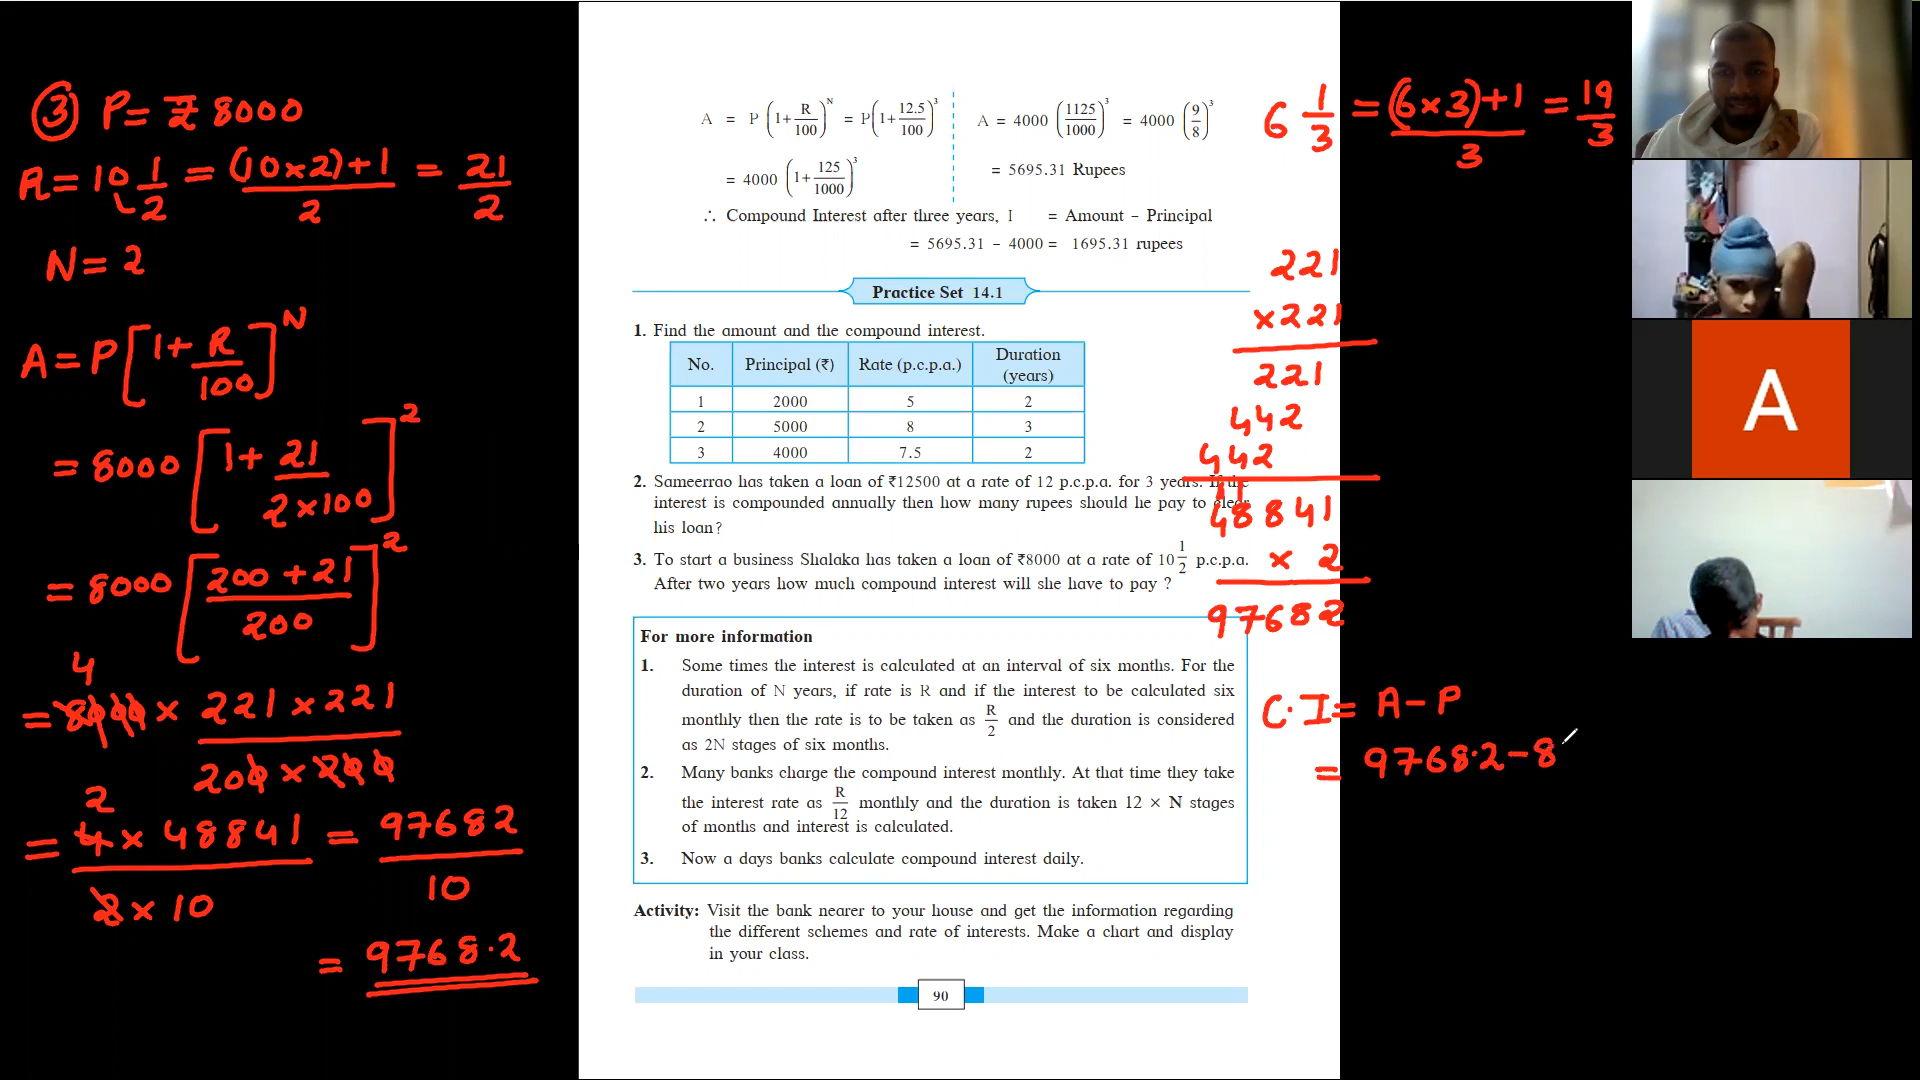 ③ P = ₹ 8000
R = 10 1/2 = (10×2)+1 / 2 = 21/2
N = 2
A = P [1 + R/100]^N
= 8000 [1 + 21 / 2×100]^2
= 8000 [200 + 21 / 200]^2
4
= 8000 × 221 × 221 / 200 × 200
2
= 4 × 48841 / 2 × 10 = 97682 / 10
= 9768.2
A = P (1+ R/100)^N = P(1+ 12.5/100)^3
= 4000 (1+ 125/1000)^3
A = 4000 (1125/1000)^3 = 4000 (9/8)^3
= 5695.31 Rupees
∴ Compound Interest after three years, I = Amount - Principal
= 5695.31 - 4000 = 1695.31 rupees
Practice Set 14.1
1. Find the amount and the compound interest.
No. Principal (₹) Rate (p.c.p.a.) Duration (years)
1 2000 5 2
2 5000 8 3
3 4000 7.5 2
2. Sameerrao has taken a loan of ₹12500 at a rate of 12 p.c.p.a. for 3 years. If the
interest is compounded annually then how many rupees should he pay to clear
his loan?
3. To start a business Shalaka has taken a loan of ₹8000 at a rate of 10 1/2 p.c.p.a.
After two years how much compound interest will she have to pay ?
For more information
1. Some times the interest is calculated at an interval of six months. For the
duration of N years, if rate is R and if the interest to be calculated six
monthly then the rate is to be taken as R/2 and the duration is considered
as 2N stages of six months.
2. Many banks charge the compound interest monthly. At that time they take
the interest rate as R/12 monthly and the duration is taken 12 × N stages
of months and interest is calculated.
3. Now a days banks calculate compound interest daily.
Activity: Visit the bank nearer to your house and get the information regarding
the different schemes and rate of interests. Make a chart and display
in your class.
90
6 1/3 = (6×3)+1 / 3 = 19/3
221
×221
221
442
442
11
48841
× 2
97682
C.I = A - P
= 9768.2 - 8
A